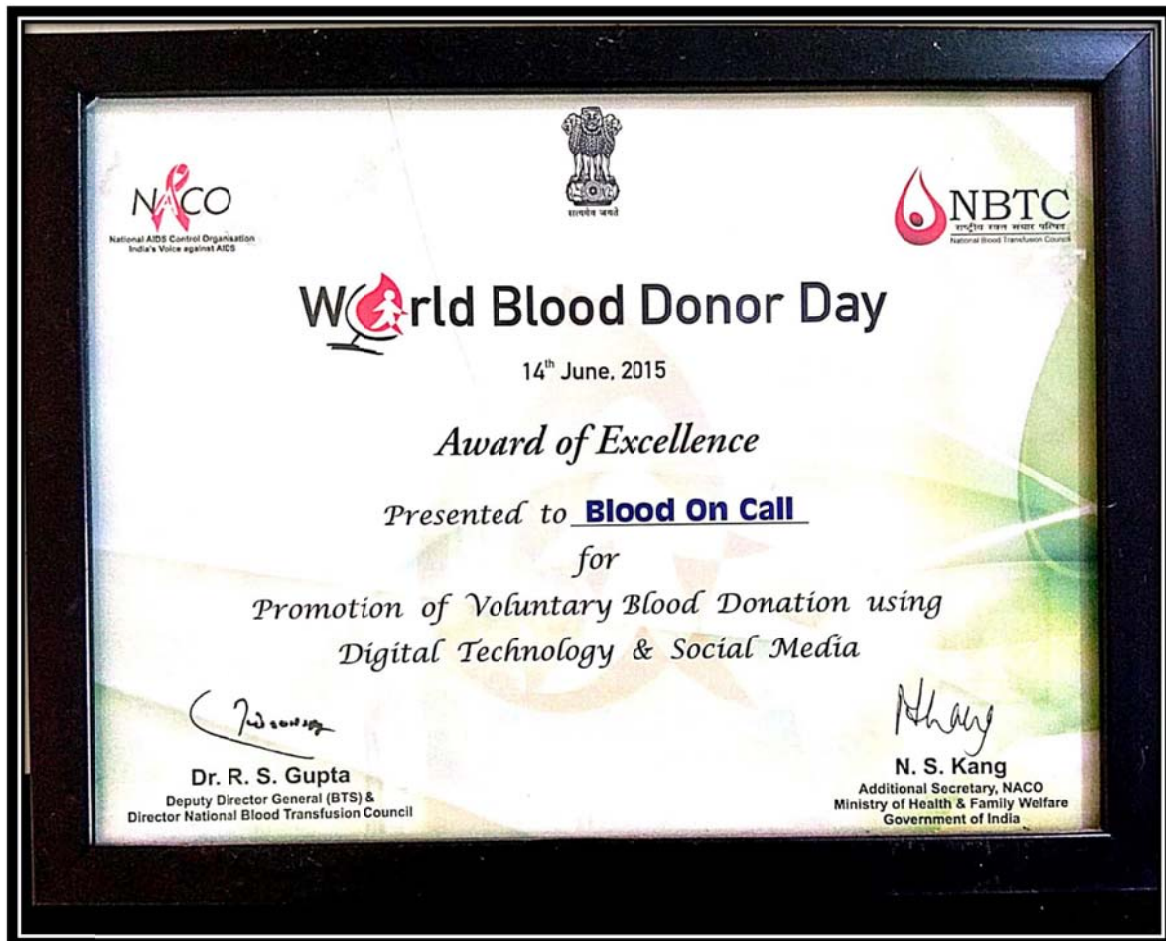 NACO
National AIDS Control Organisation
India's Voice against AIDS
सत्यमेव जयते
NBTC
राष्ट्रीय रक्त संचार परिषद
National Blood Transfusion Council
World Blood Donor Day
14th June, 2015
Award of Excellence
Presented to Blood On Call
for
Promotion of Voluntary Blood Donation using
Digital Technology & Social Media
Dr. R. S. Gupta
Deputy Director General (BTS) &
Director National Blood Transfusion Council
N. S. Kang
Additional Secretary, NACO
Ministry of Health & Family Welfare
Government of India